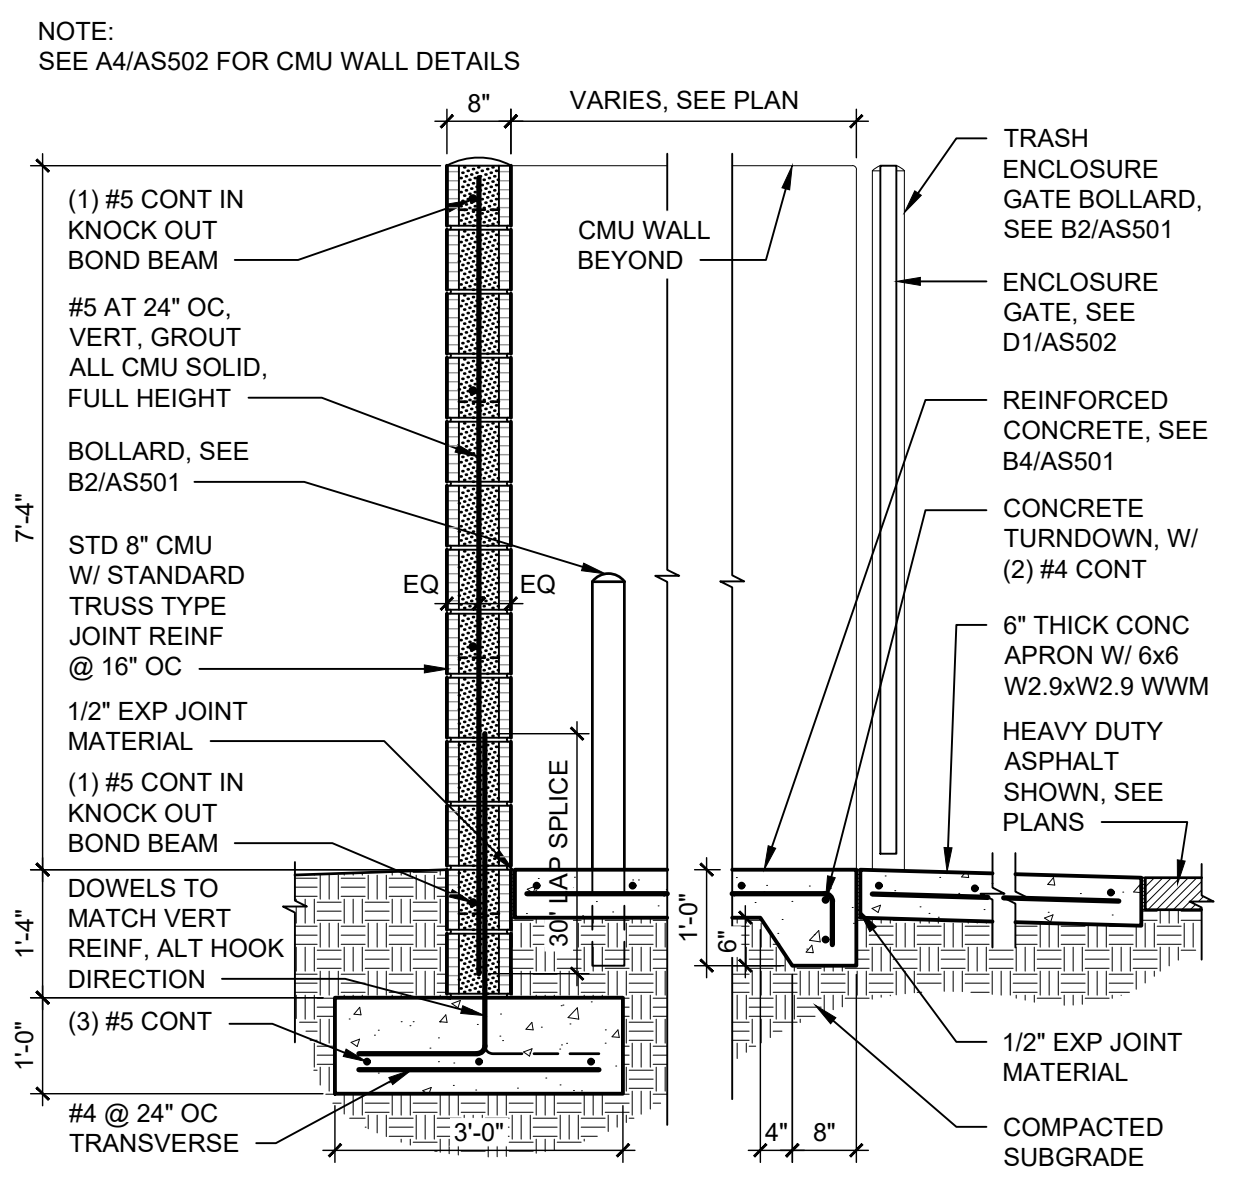 NOTE:
SEE A4/AS502 FOR CMU WALL DETAILS
8"
VARIES, SEE PLAN
(1) #5 CONT IN
KNOCK OUT
BOND BEAM
#5 AT 24" OC,
VERT, GROUT
ALL CMU SOLID,
FULL HEIGHT
BOLLARD, SEE
B2/AS501
STD 8" CMU
W/ STANDARD
TRUSS TYPE
JOINT REINF
@ 16" OC
1/2" EXP JOINT
MATERIAL
(1) #5 CONT IN
KNOCK OUT
BOND BEAM
DOWELS TO
MATCH VERT
REINF, ALT HOOK
DIRECTION
(3) #5 CONT
#4 @ 24" OC
TRANSVERSE
7'-4"
1'-4"
1'-0"
EQ
EQ
30" LAP SPLICE
3'-0"
CMU WALL
BEYOND
1'-0"
6"
4"
8"
TRASH
ENCLOSURE
GATE BOLLARD,
SEE B2/AS501
ENCLOSURE
GATE, SEE
D1/AS502
REINFORCED
CONCRETE, SEE
B4/AS501
CONCRETE
TURNDOWN, W/
(2) #4 CONT
6" THICK CONC
APRON W/ 6x6
W2.9xW2.9 WWM
HEAVY DUTY
ASPHALT
SHOWN, SEE
PLANS
1/2" EXP JOINT
MATERIAL
COMPACTED
SUBGRADE